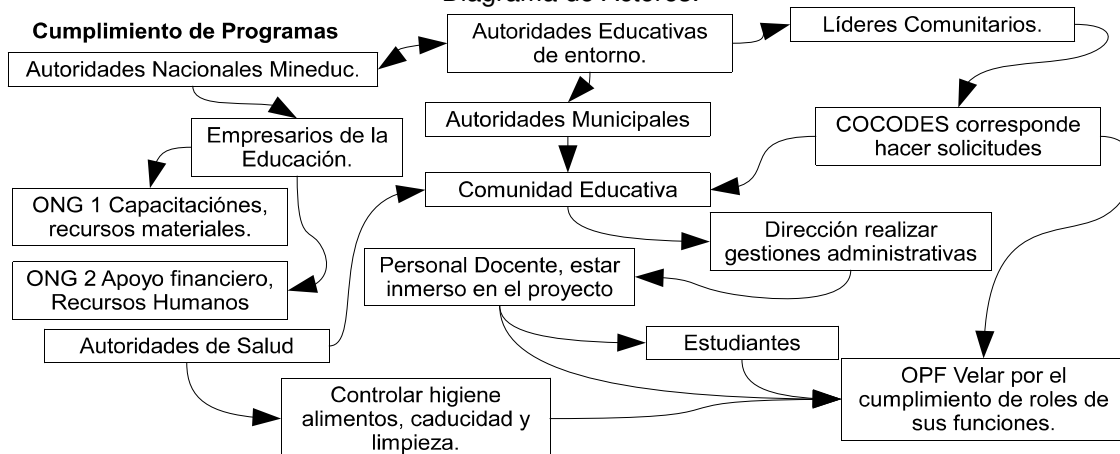 Diagrama de Actores.
Cumplimiento de Programas
Autoridades Educativas
de entorno.
Líderes Comunitarios.
Autoridades Nacionales Mineduc.
Autoridades Municipales
Empresarios de la
Educación.
COCODES corresponde
hacer solicitudes
Comunidad Educativa
ONG 1 Capacitaciónes,
recursos materiales.
Dirección realizar
gestiones administrativas
Personal Docente, estar
inmerso en el proyecto
ONG 2 Apoyo financiero,
Recursos Humanos
Autoridades de Salud
Estudiantes
OPF Velar por el
cumplimiento de roles de
sus funciones.
Controlar higiene
alimentos, caducidad y
limpieza.